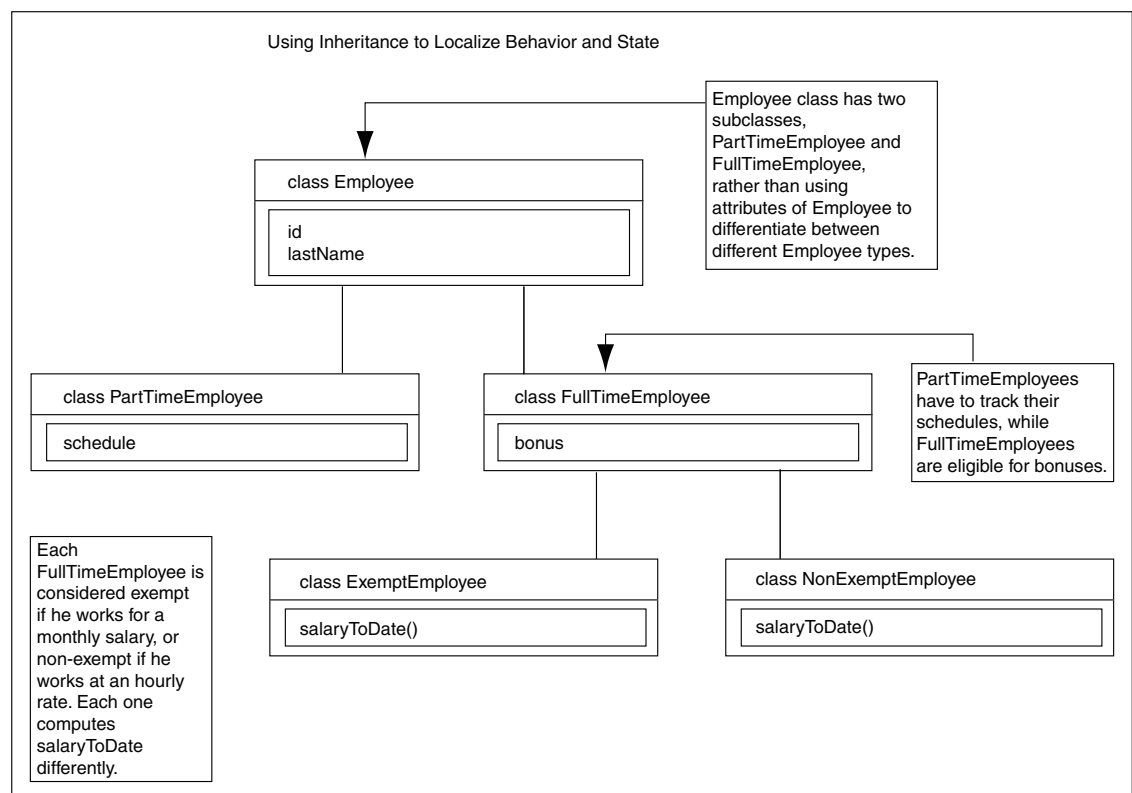 Using Inheritance to Localize Behavior and State
Employee class has two
subclasses,
PartTimeEmployee and
FullTimeEmployee,
rather than using
attributes of Employee to
differentiate between
different Employee types.
class Employee
id
lastName
class PartTimeEmployee
schedule
class FullTimeEmployee
bonus
PartTimeEmployees
have to track their
schedules, while
FullTimeEmployees
are eligible for bonuses.
Each
FullTimeEmployee is
considered exempt
if he works for a
monthly salary, or
non-exempt if he
works at an hourly
rate. Each one
computes
salaryToDate
differently.
class ExemptEmployee
salaryToDate()
class NonExemptEmployee
salaryToDate()